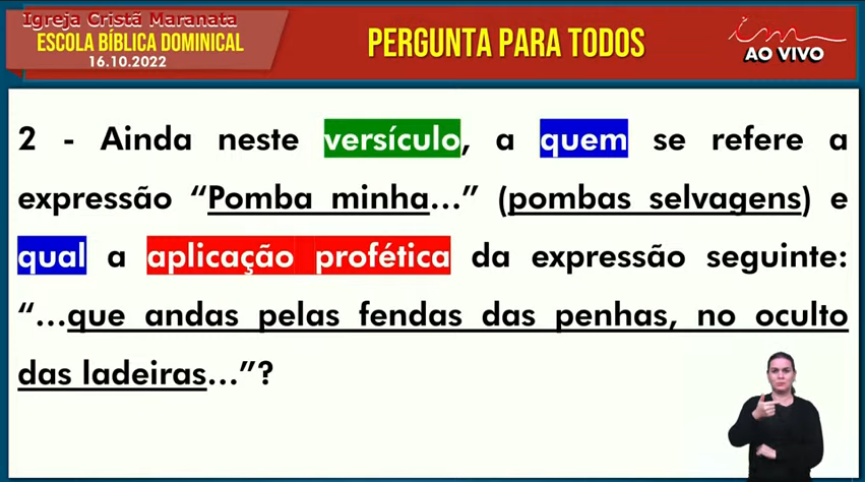 Igreja Cristã Maranata
ESCOLA BÍBLICA DOMINICAL
16.10.2022
PERGUNTA PARA TODOS
im
AO VIVO
2 - Ainda neste versículo, a quem se refere a
expressão “Pomba minha...” (pombas selvagens) e
qual a aplicação profética da expressão seguinte:
“...que andas pelas fendas das penhas, no oculto
das ladeiras...”?